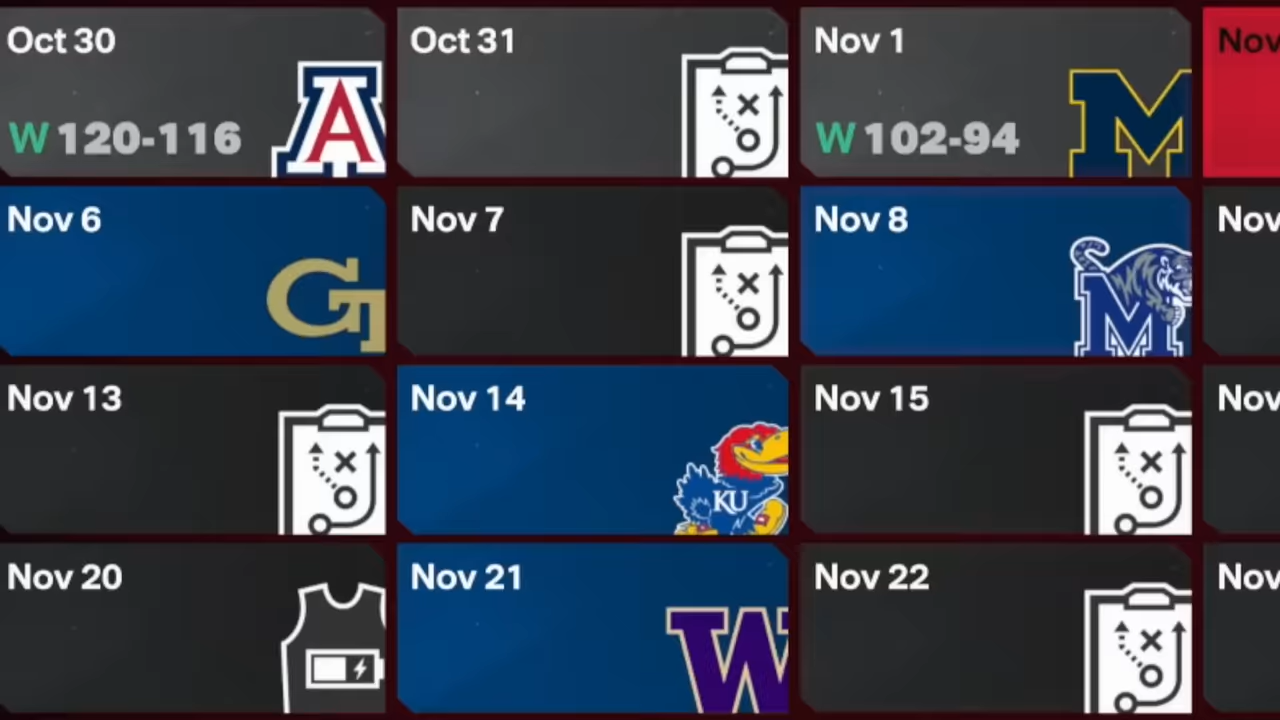 Oct 30
W 120-116
A
Oct 31
Nov 1
W 102-94
M
Nov
Nov 6
GT
Nov 7
Nov 8
M
Nov
Nov 13
Nov 14
KU
Nov 15
Nov
Nov 20
Nov 21
W
Nov 22
Nov